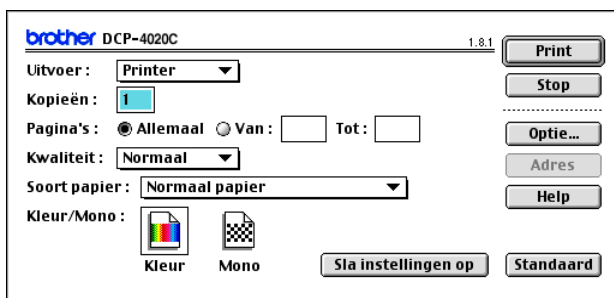 brother DCP-4020C 1.8.1
Print
Uitvoer: Printer
Stop
Kopieën: 1
Pagina's: Allemaal Van: Tot:
Optie...
Kwaliteit: Normaal
Adres
Soort papier: Normaal papier
Help
Kleur/Mono:
Kleur Mono
Sla instellingen op Standaard